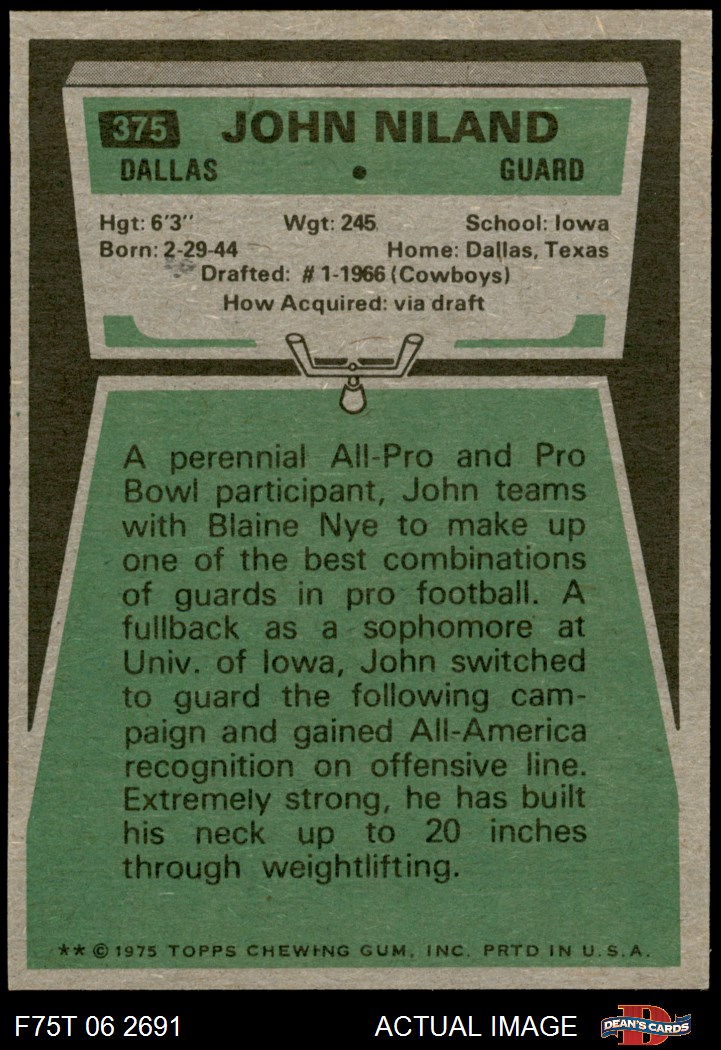 375 JOHN NILAND
DALLAS • GUARD
Hgt: 6'3" Wgt: 245 School: Iowa
Born: 2-29-44 Home: Dallas, Texas
Drafted: #1-1966 (Cowboys)
How Acquired: via draft
A perennial All-Pro and Pro
Bowl participant, John teams
with Blaine Nye to make up
one of the best combinations
of guards in pro football. A
fullback as a sophomore at
Univ. of Iowa, John switched
to guard the following cam-
paign and gained All-America
recognition on offensive line.
Extremely strong, he has built
his neck up to 20 inches
through weightlifting.
** © 1975 TOPPS CHEWING GUM, INC. PRTD IN U.S.A.
F75T 06 2691 ACTUAL IMAGE D DEAN'S CARDS